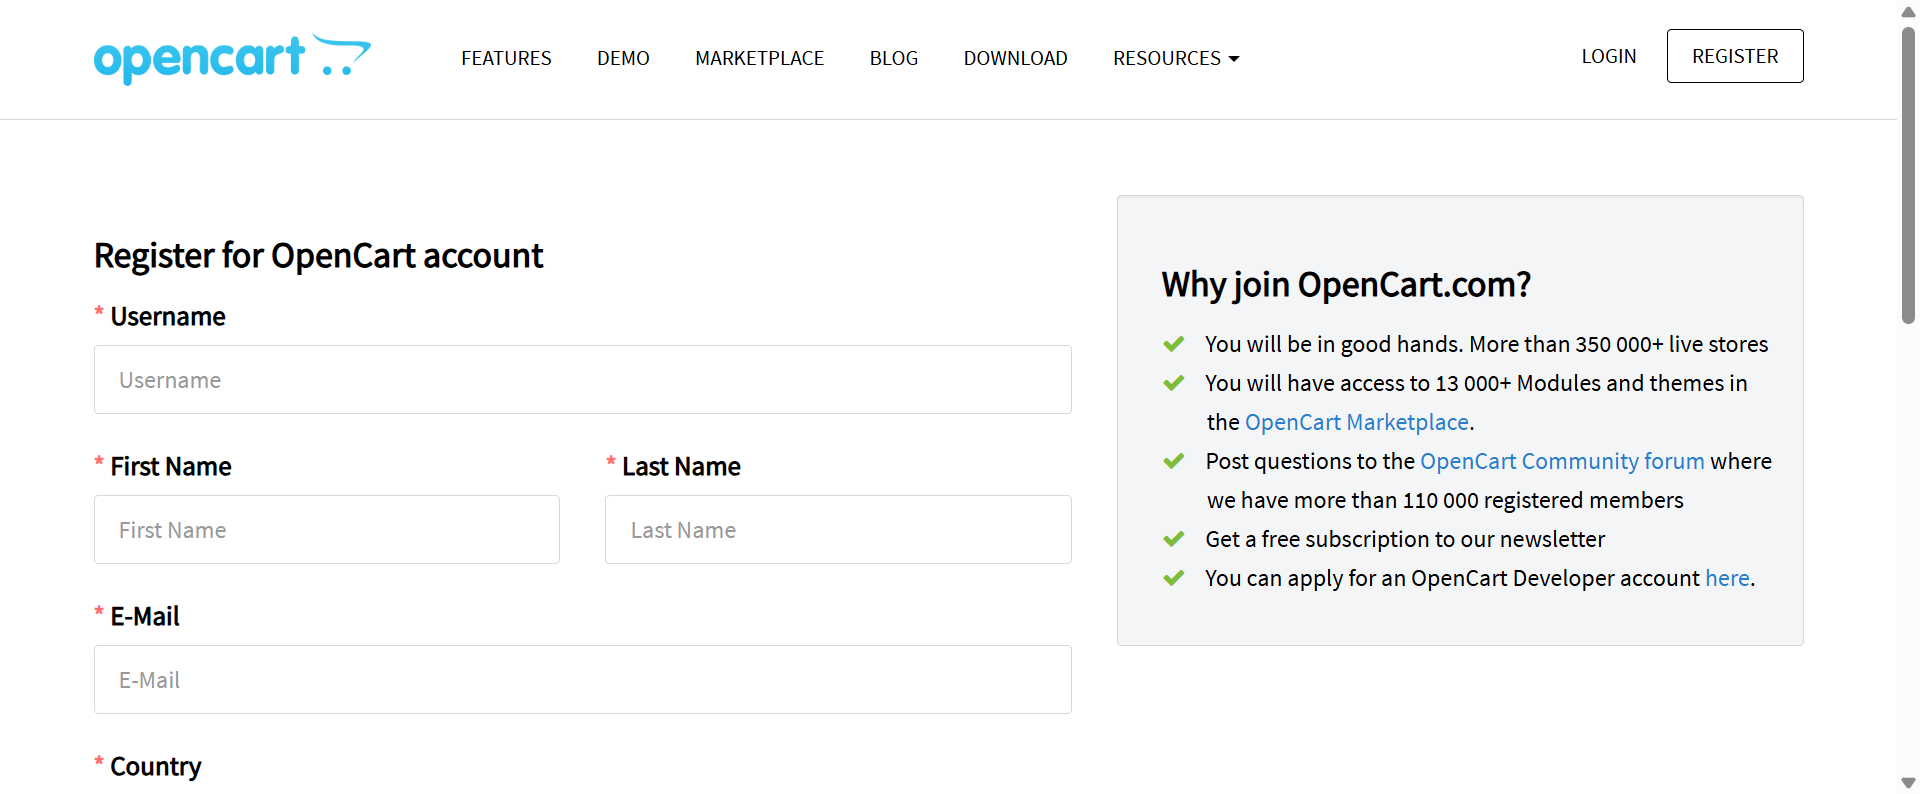 opencart
FEATURES DEMO MARKETPLACE BLOG DOWNLOAD RESOURCES
LOGIN REGISTER
Register for OpenCart account
* Username
Username
* First Name
First Name
* Last Name
Last Name
* E-Mail
E-Mail
* Country
Why join OpenCart.com?
You will be in good hands. More than 350 000+ live stores
You will have access to 13 000+ Modules and themes in
the OpenCart Marketplace.
Post questions to the OpenCart Community forum where
we have more than 110 000 registered members
Get a free subscription to our newsletter
You can apply for an OpenCart Developer account here.